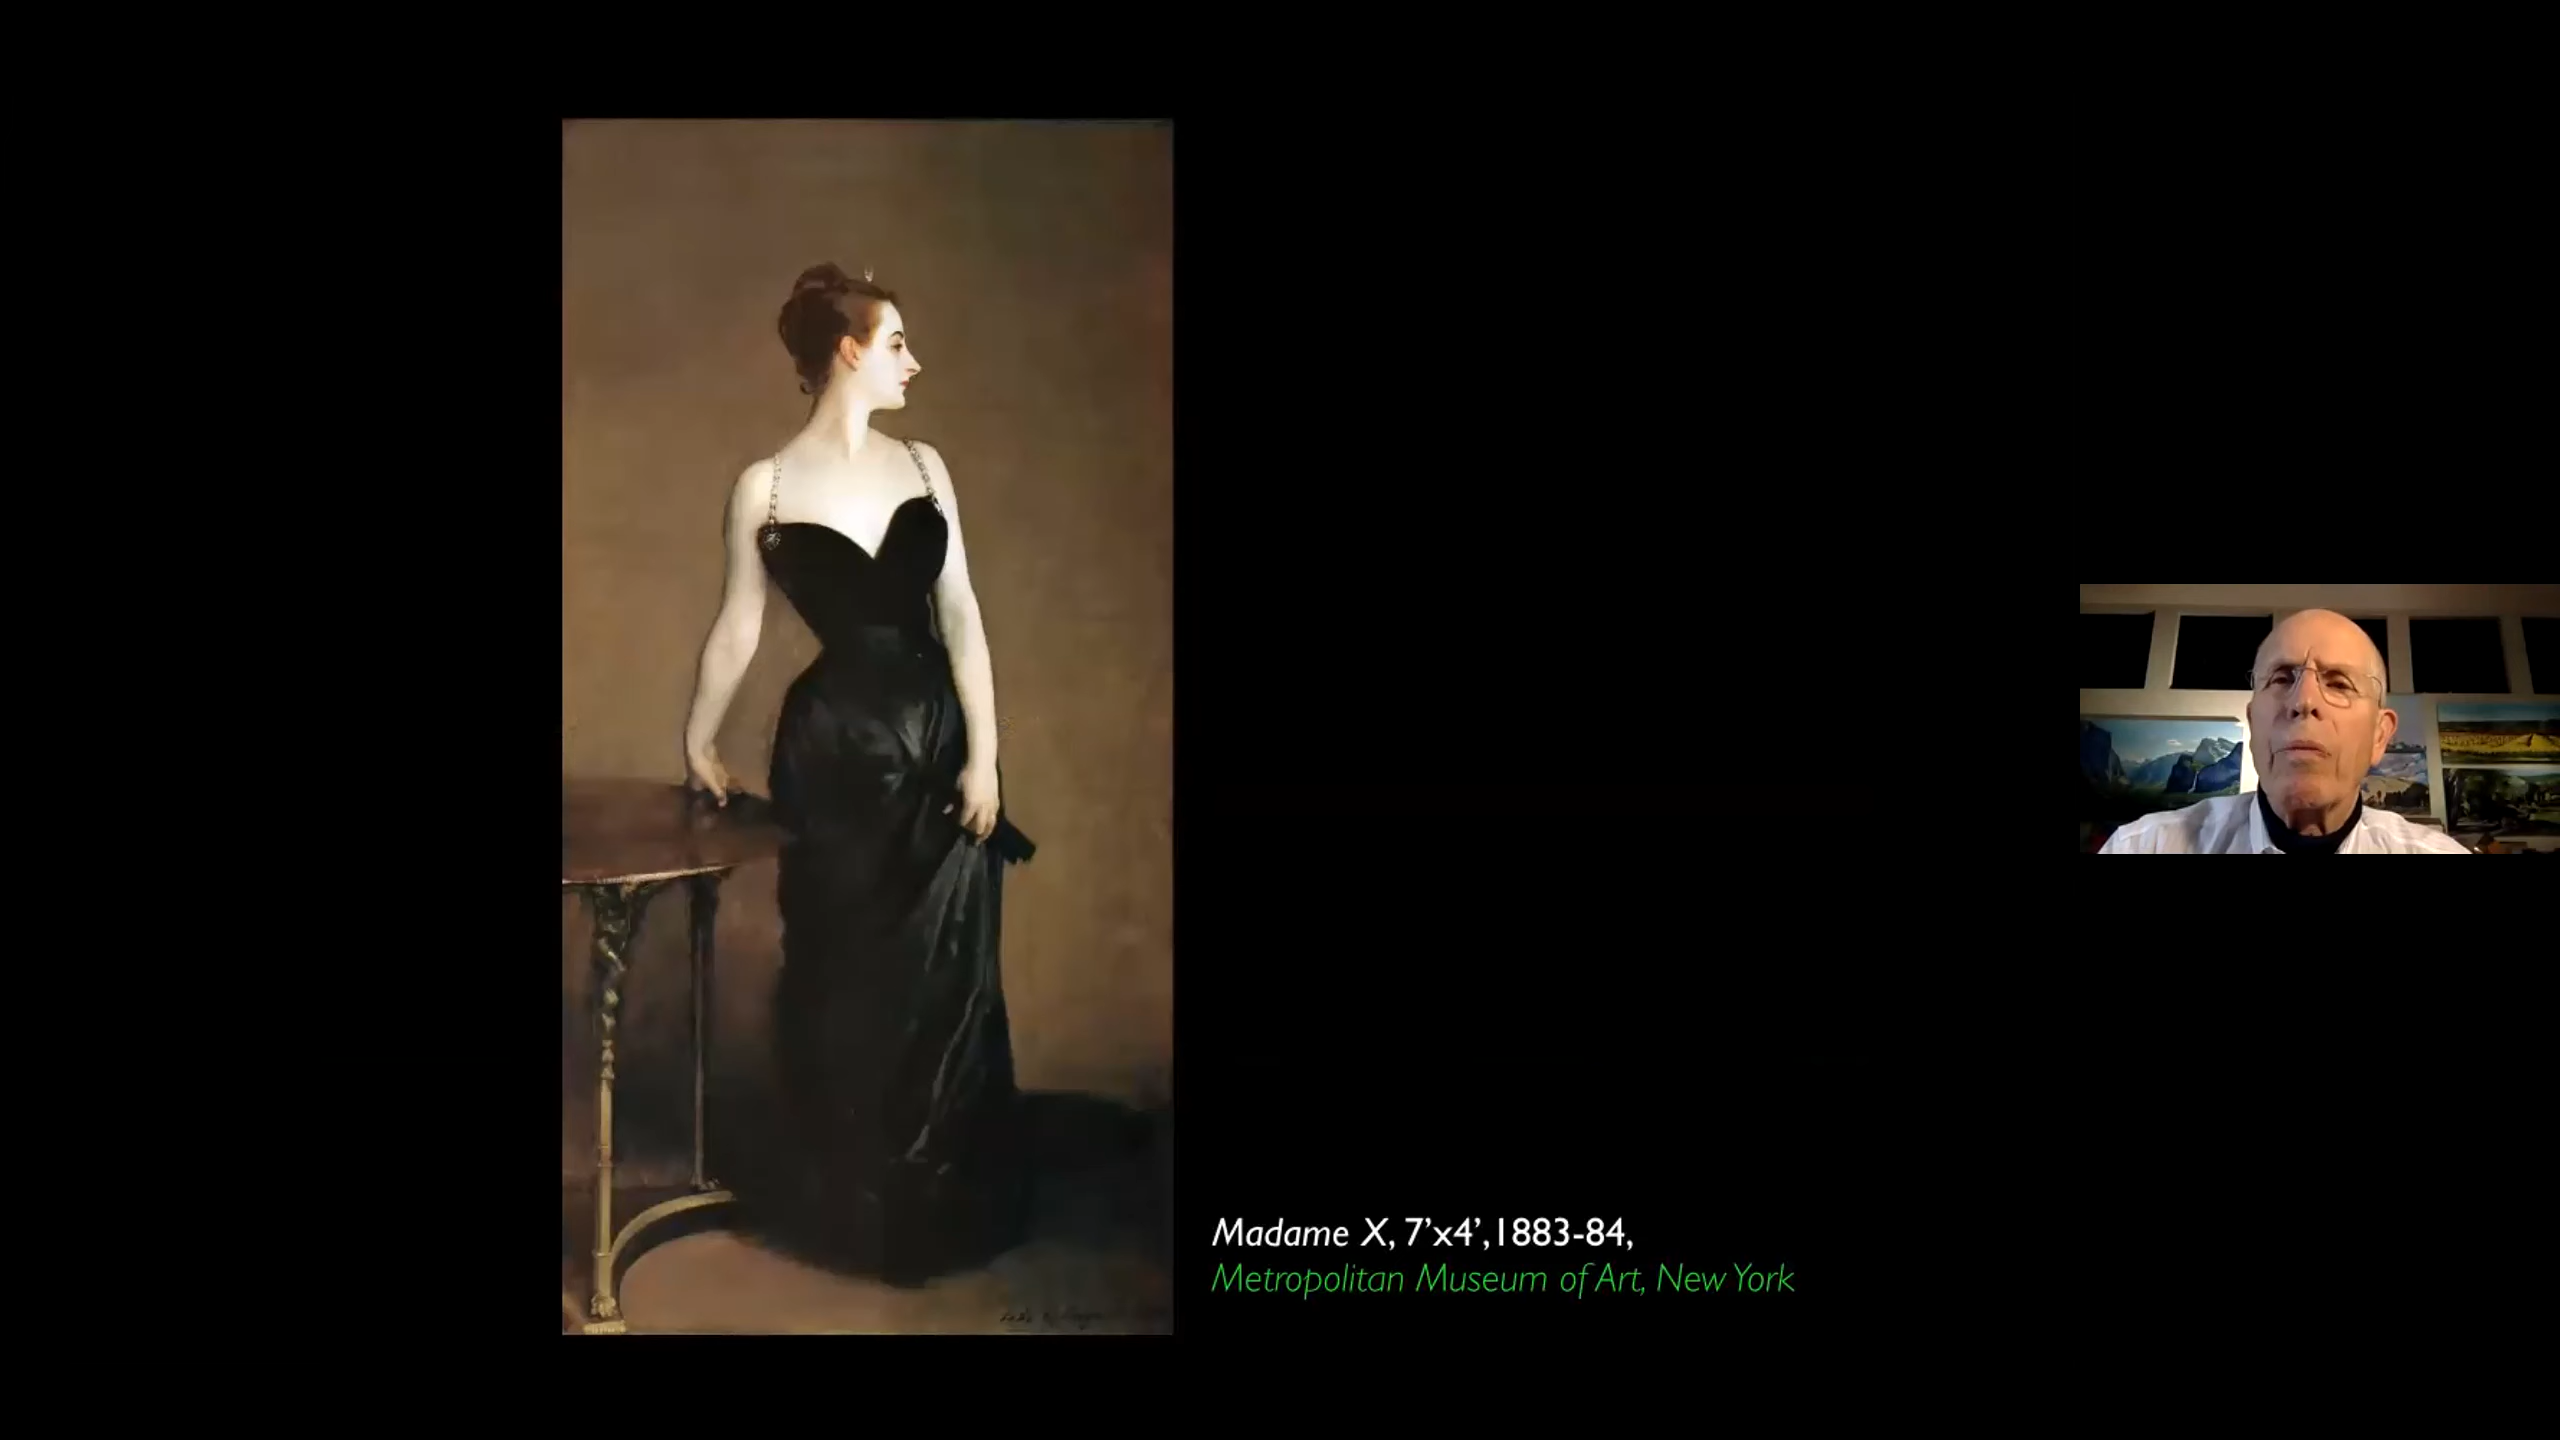 Madame X, 7’x4’,1883-84,
Metropolitan Museum of Art, New York